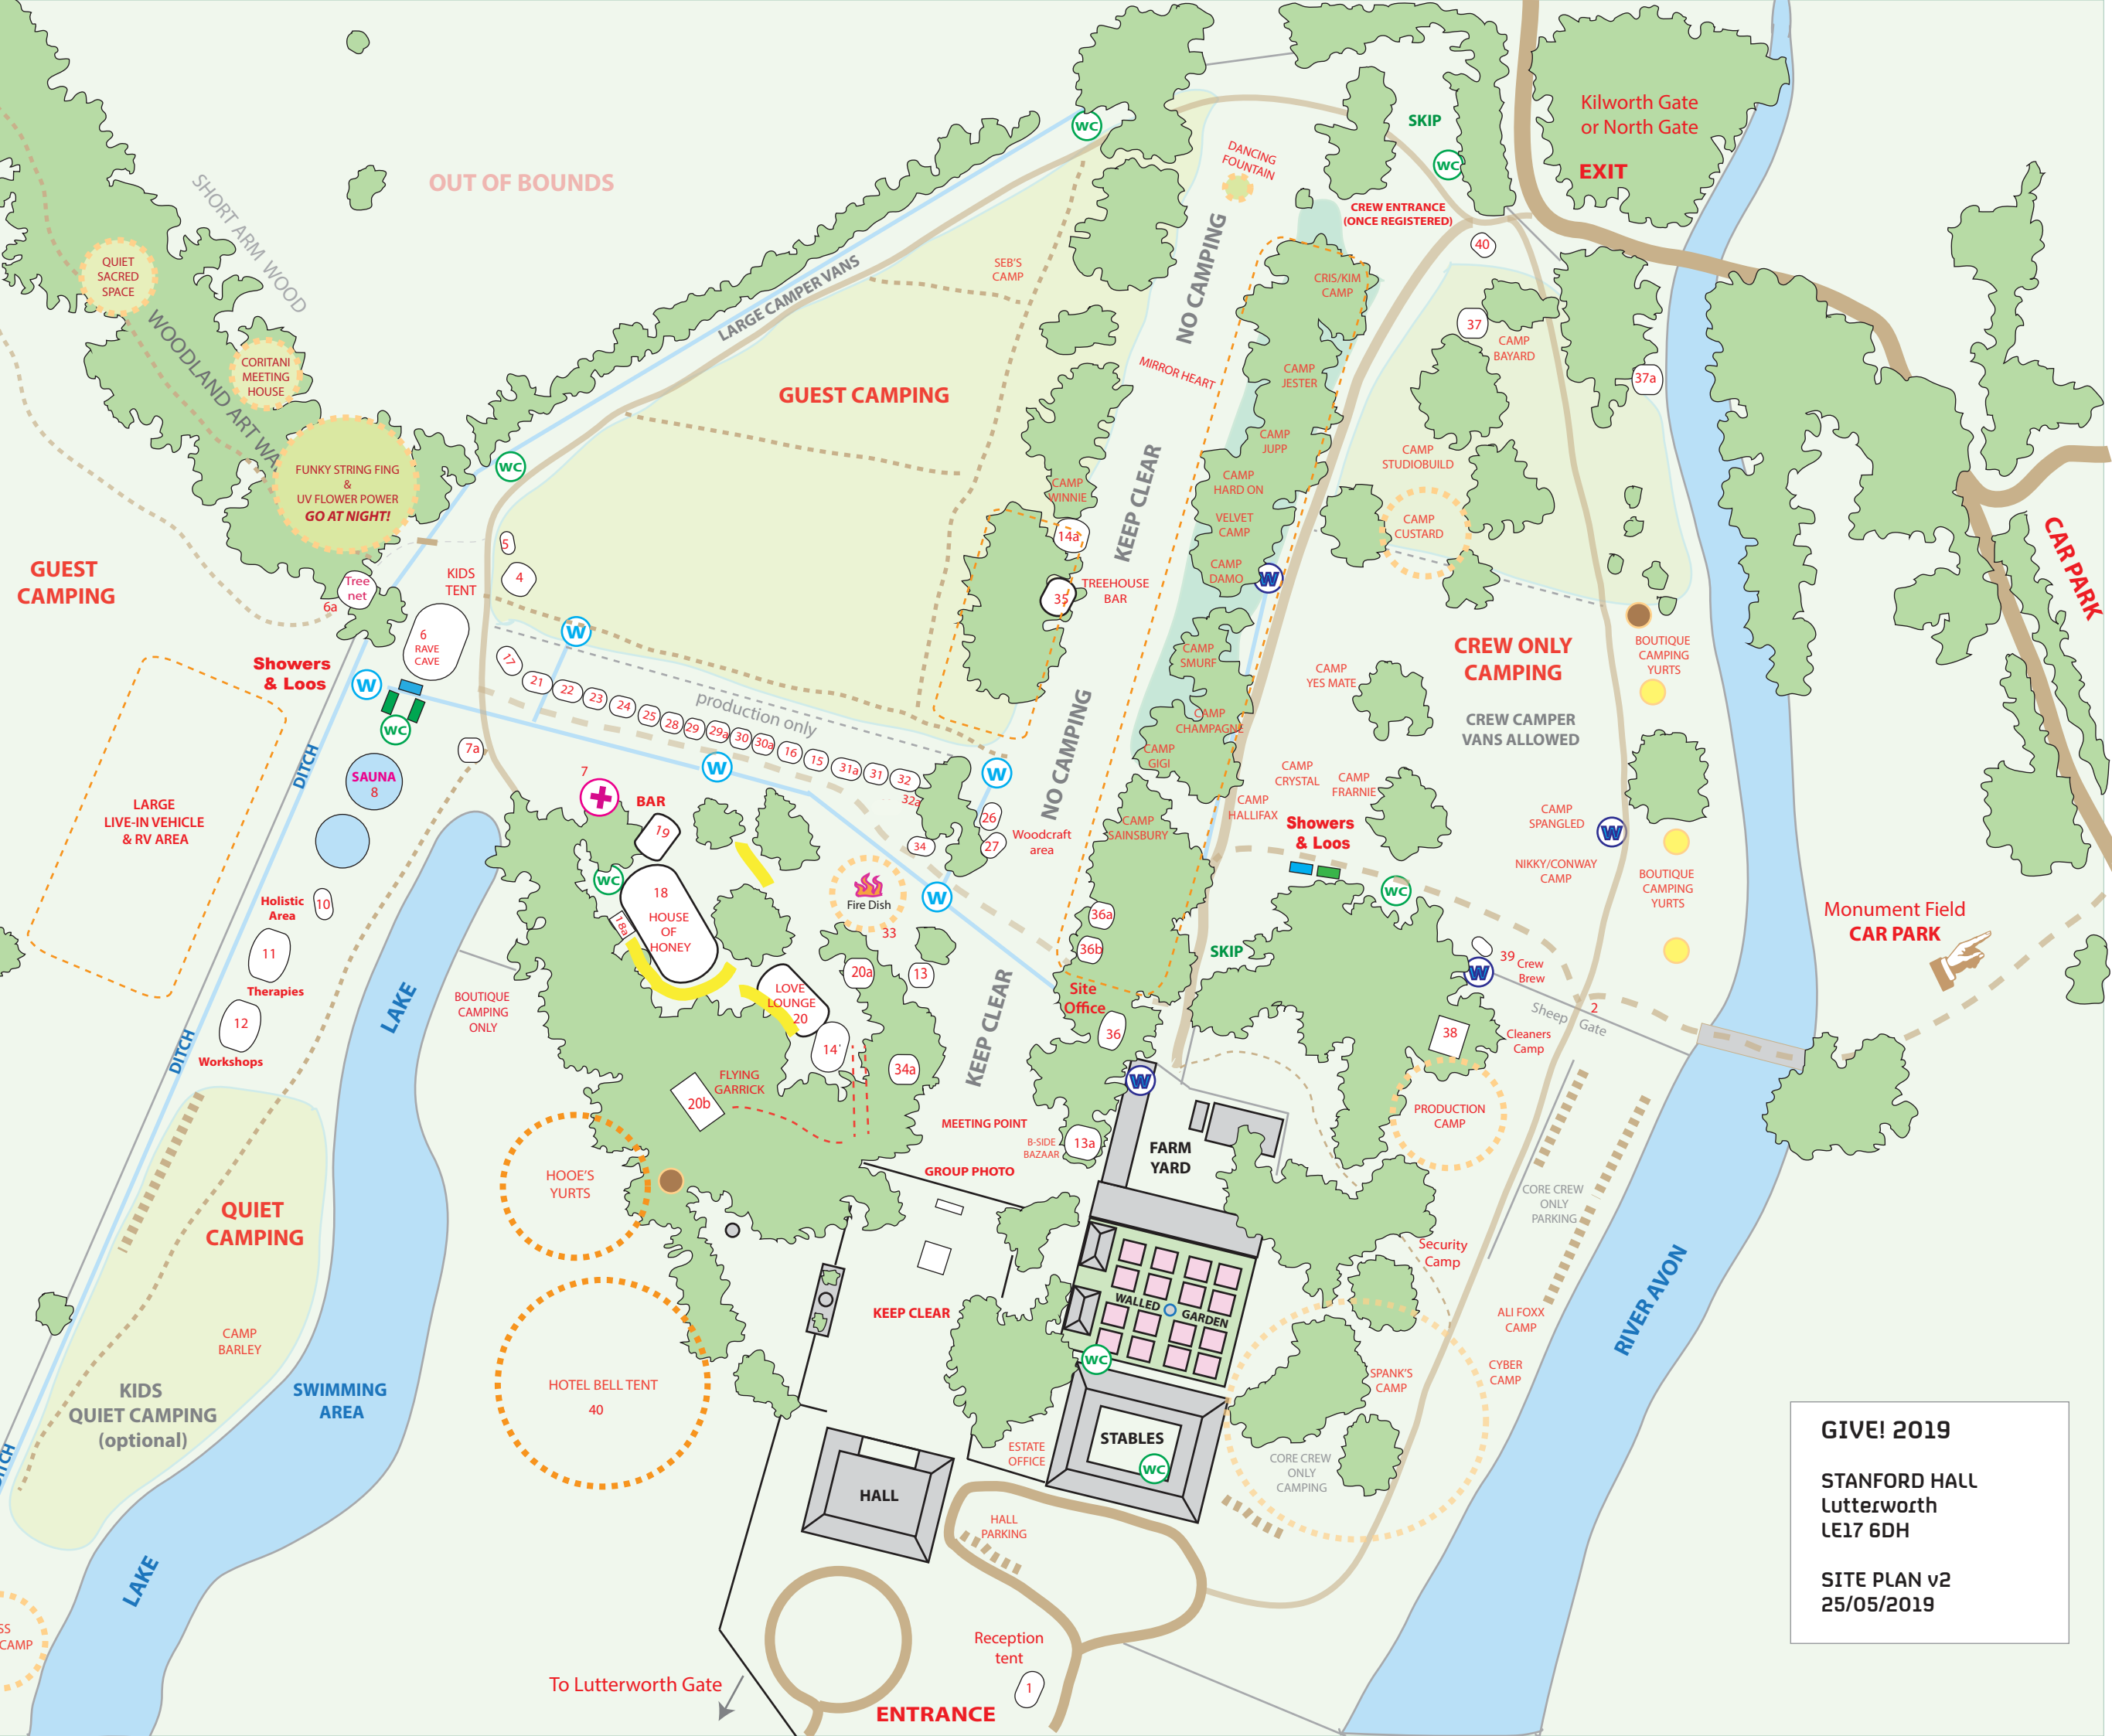 Kilworth Gate
or North Gate
EXIT
SKIP
WC
WC
DANCING
FOUNTAIN
OUT OF BOUNDS
SHORT ARM WOOD
CREW ENTRANCE
(ONCE REGISTERED)
40
NO CAMPING
QUIET
SACRED
SPACE
SEB'S
CAMP
LARGE CAMPER VANS
CRIS/KIM
CAMP
37
CAMP
BAYARD
WOODLAND ART WA
CORITANI
MEETING
HOUSE
MIRROR HEART
CAMP
JESTER
37a
GUEST CAMPING
CAMP
JUPP
CAMP
STUDIOBUILD
FUNKY STRING FING
&
UV FLOWER POWER
GO AT NIGHT!
WC
CAMP
WINNIE
KEEP CLEAR
CAMP
HARD ON
VELVET
CAMP
CAMP
CUSTARD
CAR PARK
5
14a
GUEST
CAMPING
KIDS
TENT
4
CAMP
DAMO
W
Tree
net
6a
35
TREEHOUSE
BAR
6
RAVE
CAVE
W
CREW ONLY
CAMPING
BOUTIQUE
CAMPING
YURTS
Showers
& Loos
W
WC
17
21
22
23
24
25
28
29
29a
30
30a
16
15
31a
31
32
32a
production only
CAMP
SMURF
CAMP
YES MATE
CAMP
CHAMPAGNE
CREW CAMPER
VANS ALLOWED
CAMP
GIGI
NO CAMPING
7a
W
W
DITCH
SAUNA
8
7
BAR
19
CAMP
CRYSTAL
CAMP
FRARNIE
CAMP
HALLIFAX
LARGE
LIVE-IN VEHICLE
& RV AREA
26
27
34
Woodcraft
area
CAMP
SAINSBURY
Showers
& Loos
CAMP
SPANGLED
W
NIKKY/CONWAY
CAMP
BOUTIQUE
CAMPING
YURTS
WC
18
HOUSE
OF
HONEY
18a
Fire Dish
33
W
WC
Holistic
Area
10
36a
36b
SKIP
Monument Field
CAR PARK
11
Therapies
12
Workshops
LAKE
BOUTIQUE
CAMPING
ONLY
LOVE
LOUNGE
20
20a
13
Site
Office
36
39
Crew
Brew
W
2
Sheep Gate
38
Cleaners
Camp
DITCH
14'
34a
KEEP CLEAR
FLYING
GARRICK
20b
W
MEETING POINT
B-SIDE
BAZAAR
13a
FARM
YARD
PRODUCTION
CAMP
GROUP PHOTO
HOOE'S
YURTS
CORE CREW
ONLY
PARKING
QUIET
CAMPING
Security
Camp
WALLED
GARDEN
KEEP CLEAR
ALI FOXX
CAMP
RIVER AVON
CAMP
BARLEY
WC
CYBER
CAMP
SPANK'S
CAMP
KIDS
QUIET CAMPING
(optional)
SWIMMING
AREA
HOTEL BELL TENT
40
STABLES
WC
ESTATE
OFFICE
CORE CREW
ONLY
CAMPING
HALL
HALL
PARKING
LAKE
SS
CAMP
Reception
tent
1
To Lutterworth Gate
ENTRANCE
GIVE! 2019
STANFORD HALL
Lutterworth
LE17 6DH
SITE PLAN v2
25/05/2019